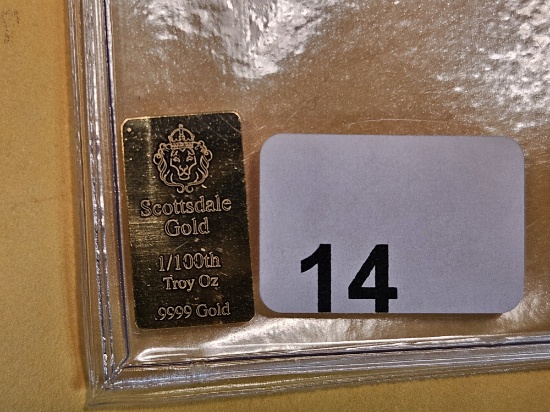 Scottsdale
Gold
1/100th
Troy Oz
.9999 Gold
14